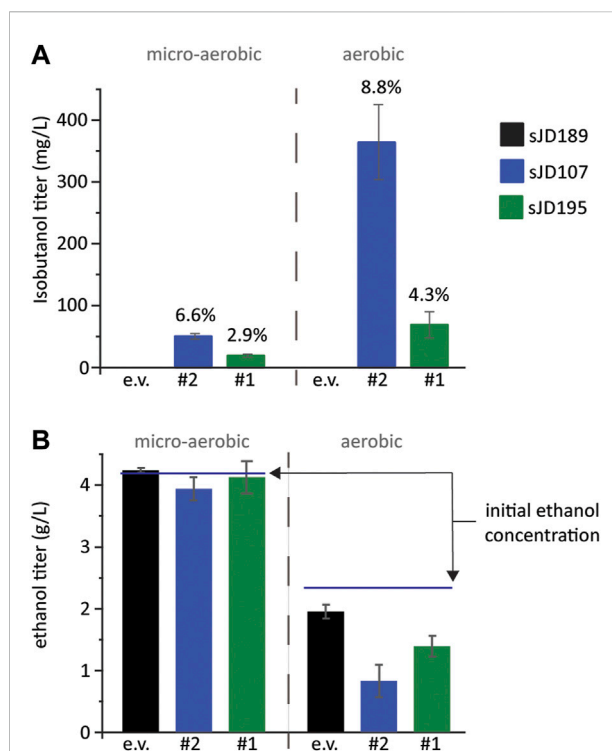 A
micro-aerobic
aerobic
8.8%
400
300
200
100
0
Isobutanol titer (mg/L)
6.6%
2.9%
4.3%
e.v. #2 #1 e.v. #2 #1
sJD189
sJD107
sJD195
B
micro-aerobic
aerobic
4
3
2
1
0
ethanol titer (g/L)
initial ethanol
concentration
e.v. #2 #1 e.v. #2 #1